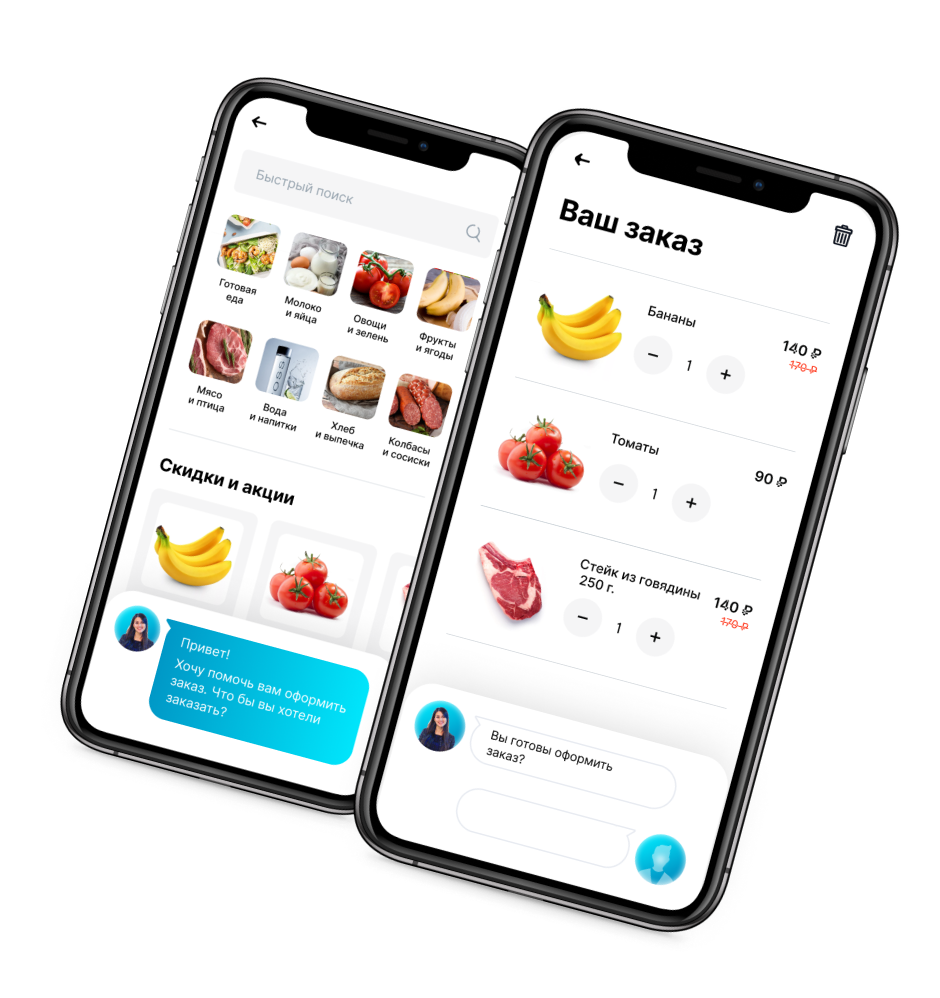 Быстрый поиск
Готовая
еда
Молоко
и яйца
Овощи
и зелень
Фрукты
и ягоды
Мясо
и птица
Вода
и напитки
Хлеб
и выпечка
Колбасы
и сосиски
Скидки и акции
Привет!
Хочу помочь вам оформить
заказ. Что бы вы хотели
заказать?
Ваш заказ
Бананы
− 1 +
140 ₽
170 ₽
Томаты
− 1 +
90 ₽
Стейк из говядины
250 г.
− 1 +
140 ₽
170 ₽
Вы готовы оформить
заказ?